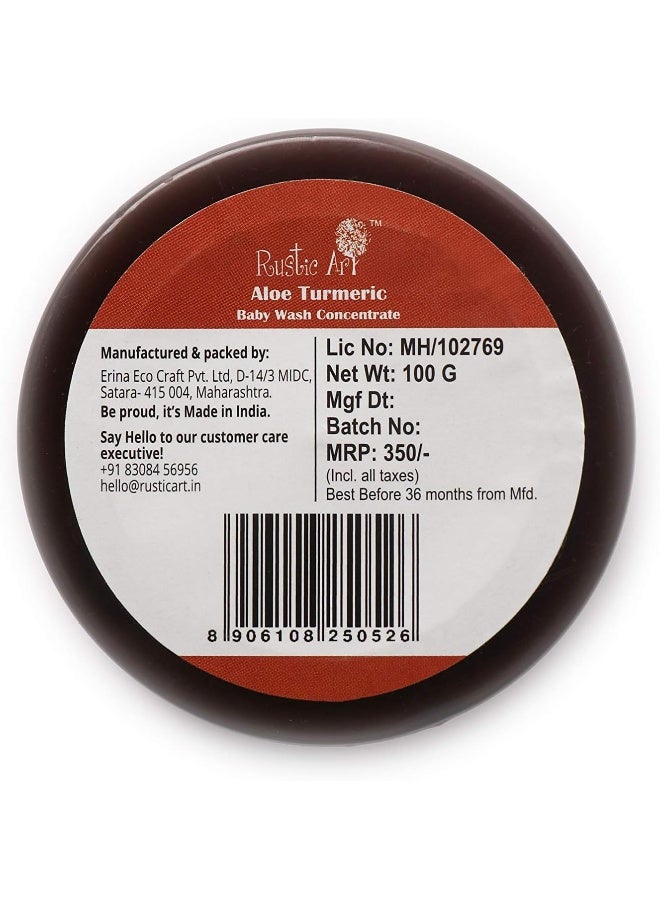 Rustic Art ™
Aloe Turmeric
Baby Wash Concentrate
Manufactured & packed by:
Erina Eco Craft Pvt. Ltd, D-14/3 MIDC,
Satara- 415 004, Maharashtra.
Be proud, it's Made in India.
Say Hello to our customer care
executive!
+91 83084 56956
hello@rusticart.in
Lic No: MH/102769
Net Wt: 100 G
Mgf Dt:
Batch No:
MRP: 350/-
(Incl. all taxes)
Best Before 36 months from Mfd.
8 906108 250526